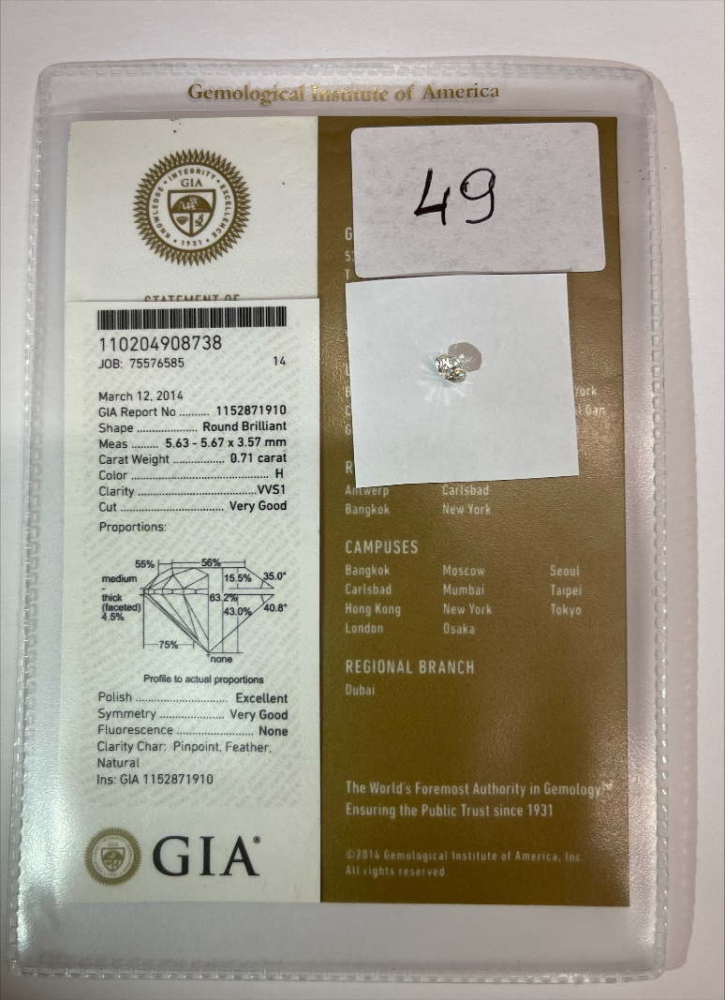 Gemological Institute of America
KNOWLEDGE • INTEGRITY • EXCELLENCE
GIA
• 1931 •
STATEMENT OF
110204908738
JOB: 75576585 14
March 12, 2014
GIA Report No .......... 1152871910
Shape .................... Round Brilliant
Meas ......... 5.63 - 5.67 x 3.57 mm
Carat Weight ................. 0.71 carat
Color ............................................. H
Clarity ........................................ VVS1
Cut ................................ Very Good
Proportions:
55% 56%
medium 15.5% 35.0°
-
thick 63.2%
(faceted) 43.0% 40.8°
4.5%
75%
none
Profile to actual proportions
Polish .............................. Excellent
Symmetry ..................... Very Good
Fluorescence ......................... None
Clarity Char: Pinpoint, Feather,
Natural
Ins: GIA 1152871910
GIA®
49
G
5
T
R
Antwerp Carlsbad
Bangkok New York
CAMPUSES
Bangkok Moscow Seoul
Carlsbad Mumbai Taipei
Hong Kong New York Tokyo
London Osaka
REGIONAL BRANCH
Dubai
The World's Foremost Authority in Gemology™
Ensuring the Public Trust since 1931
©2014 Gemological Institute of America, Inc.
All rights reserved.